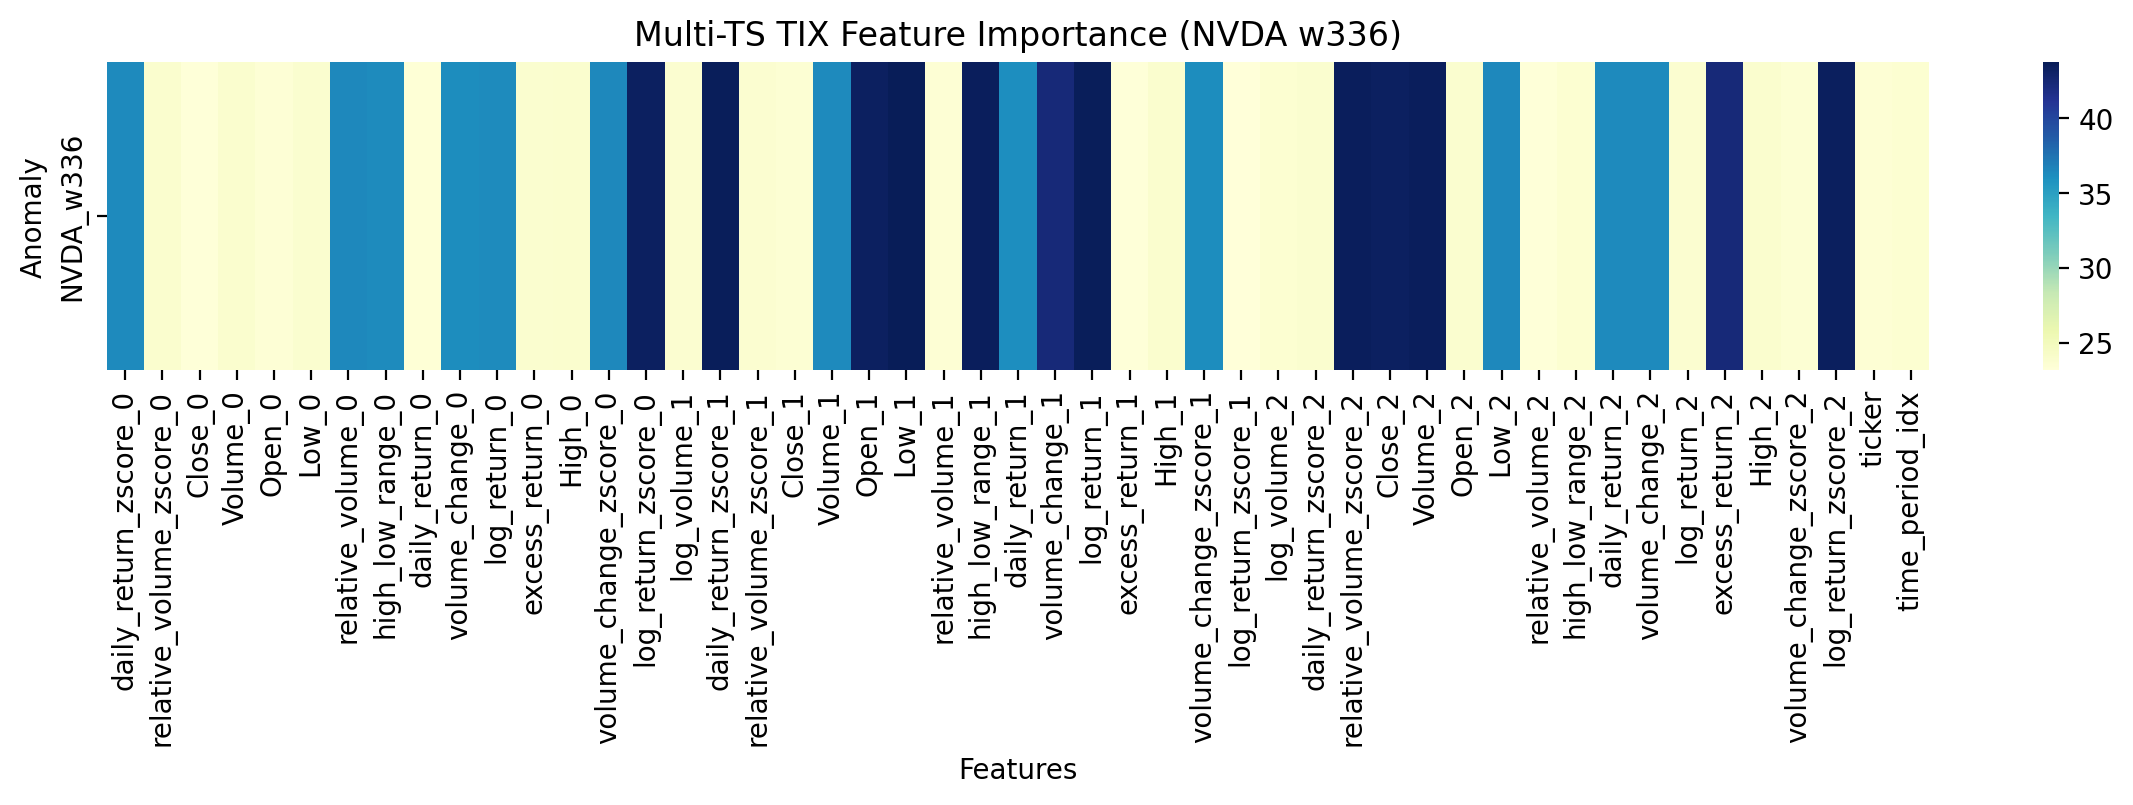 Multi-TS TIX Feature Importance (NVDA w336)
Anomaly
NVDA_w336
40
35
30
25
daily_return_zscore_0
relative_volume_zscore_0
Close_0
Volume_0
Open_0
Low_0
relative_volume_0
high_low_range_0
daily_return_0
volume_change_0
log_return_0
excess_return_0
High_0
volume_change_zscore_0
log_return_zscore_0
log_volume_1
daily_return_zscore_1
relative_volume_zscore_1
Close_1
Volume_1
Open_1
Low_1
relative_volume_1
high_low_range_1
daily_return_1
volume_change_1
log_return_1
excess_return_1
High_1
volume_change_zscore_1
log_return_zscore_1
log_volume_2
daily_return_zscore_2
relative_volume_zscore_2
Close_2
Volume_2
Open_2
Low_2
relative_volume_2
high_low_range_2
daily_return_2
volume_change_2
log_return_2
excess_return_2
High_2
volume_change_zscore_2
log_return_zscore_2
ticker
time_period_idx
Features